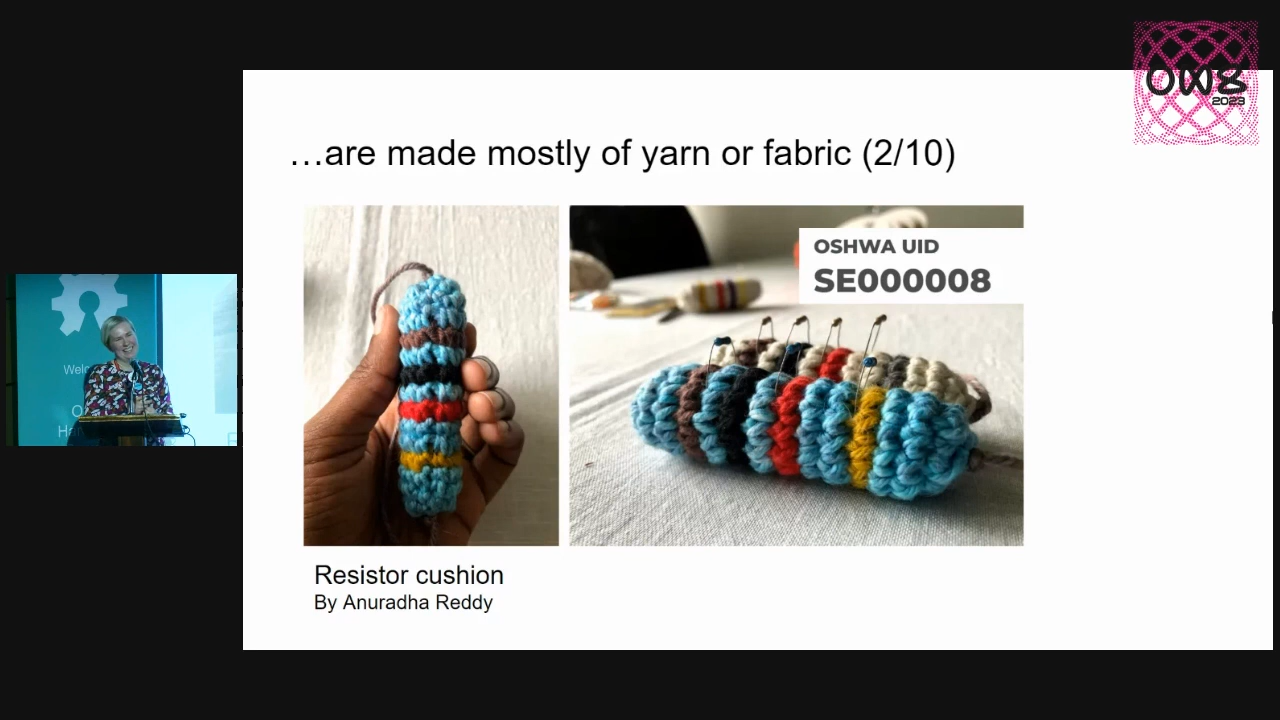 OW8
2023
…are made mostly of yarn or fabric (2/10)
OSHWA UID
SE000008
Resistor cushion
By Anuradha Reddy